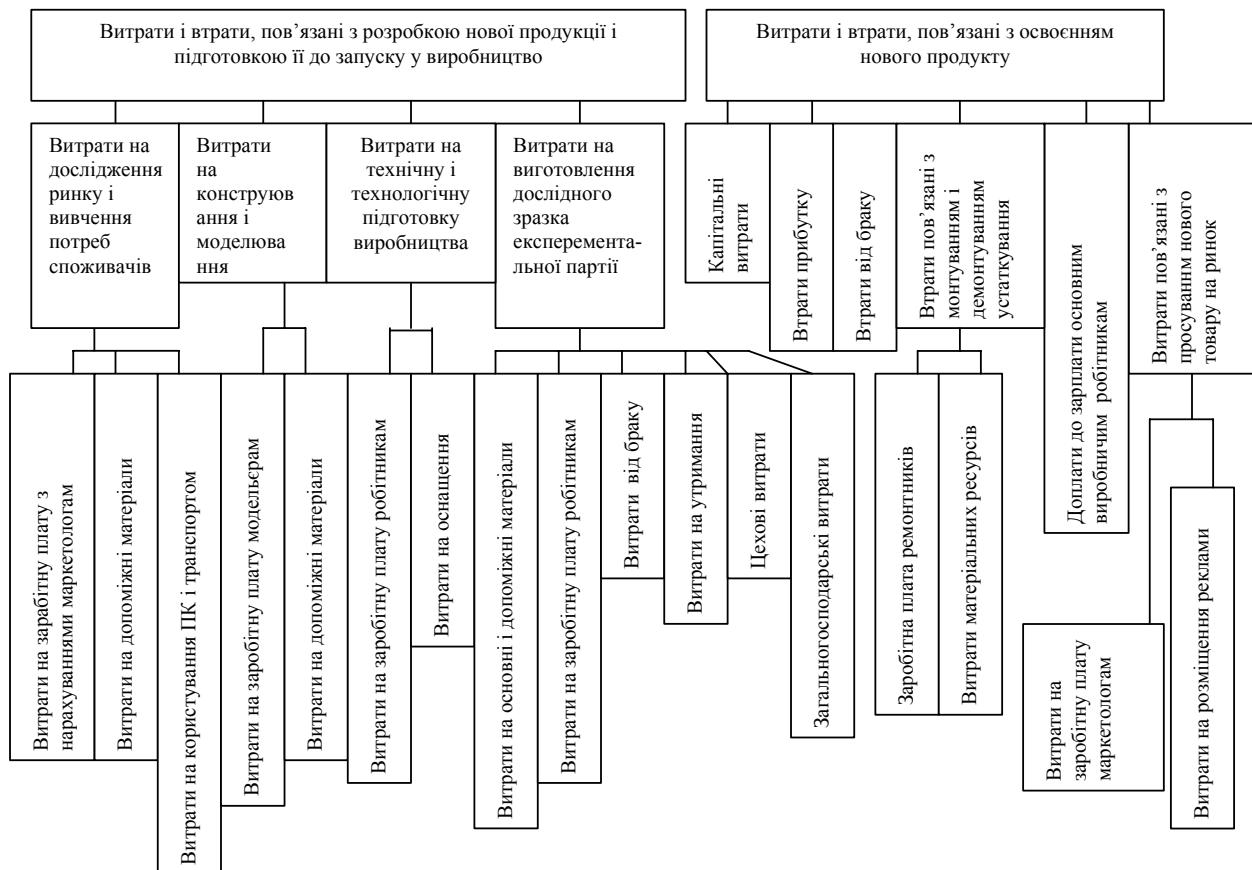 Витрати і втрати, пов’язані з розробкою нової продукції і
підготовкою її до запуску у виробництво
Витрати і втрати, пов’язані з освоєнням
нового продукту
Витрати на
дослідження
ринку і
вивчення
потреб
споживачів
Витрати
на
конструюв
ання і
моделюва
ння
Витрати на
технічну і
технологічну
підготовку
виробництва
Витрати на
виготовлення
дослідного
зразка
експеремента-
льної партії
Капітальні
витрати
Втрати прибутку
Втрати від браку
Втрати пов’язані з
монтуванням і
демонтуванням
устаткування
Доплати до зарплати основним
виробничим робітникам
Витрати пов’язані з
просуванням нового
товару на ринок
Витрати на зарабітну плату з
нарахуваннями маркетологам
Витрати на допоміжні матеріали
Витрати на користування ПК і транспортом
Витрати на заробітну плату модельєрам
Витрати на допоміжні матеріали
Витрати на заробітну плату робітникам
Витрати на оснащення
Витрати на основні і допоміжні матеріали
Витрати на заробітну плату робітникам
Витрати від браку
Витрати на утримання
Цехові витрати
Загальногосподарські витрати
Заробітна плата ремонтників
Витрати матеріальних ресурсів
Витрати на
заробітну плату
маркетологам
Витрати на розміщення реклами